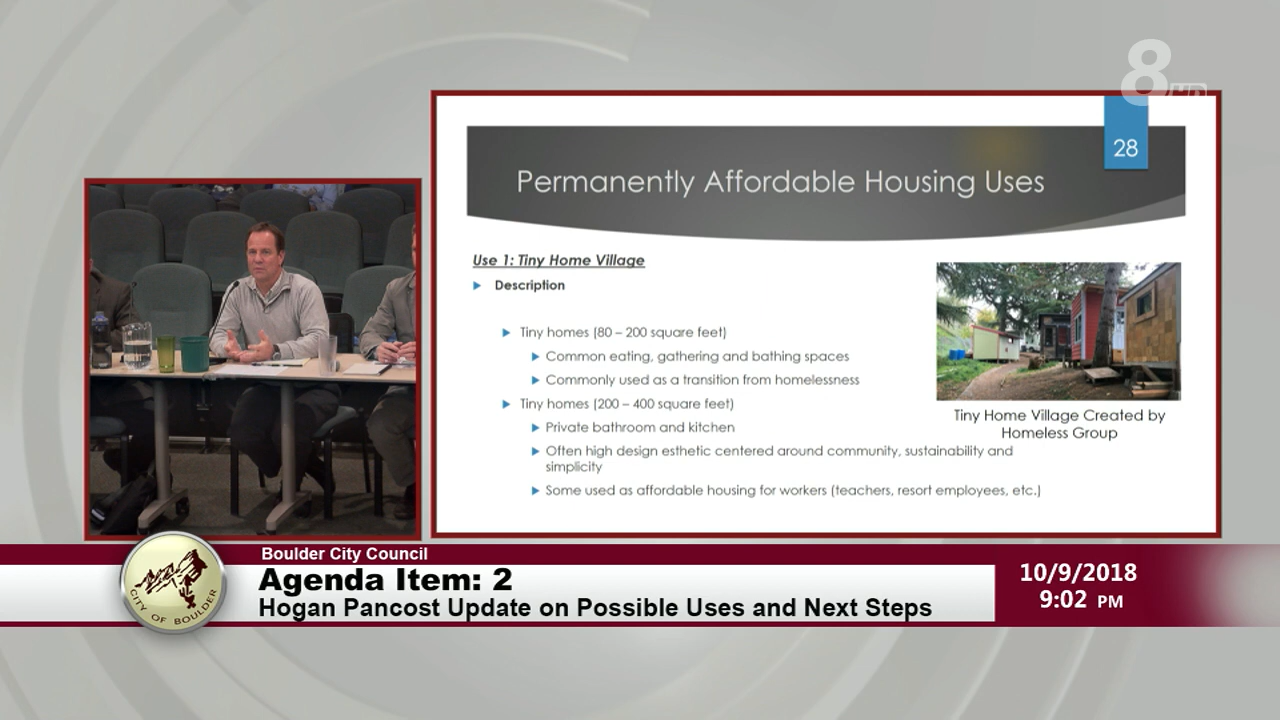 8
HD
28
Permanently Affordable Housing Uses
Use 1: Tiny Home Village
Description
Tiny homes (80 – 200 square feet)
Common eating, gathering and bathing spaces
Commonly used as a transition from homelessness
Tiny homes (200 – 400 square feet)
Private bathroom and kitchen
Often high design esthetic centered around community, sustainability and
simplicity
Some used as affordable housing for workers (teachers, resort employees, etc.)
Tiny Home Village Created by
Homeless Group
Boulder City Council
Agenda Item: 2
Hogan Pancost Update on Possible Uses and Next Steps
CITY OF BOULDER
10/9/2018
9:02 PM